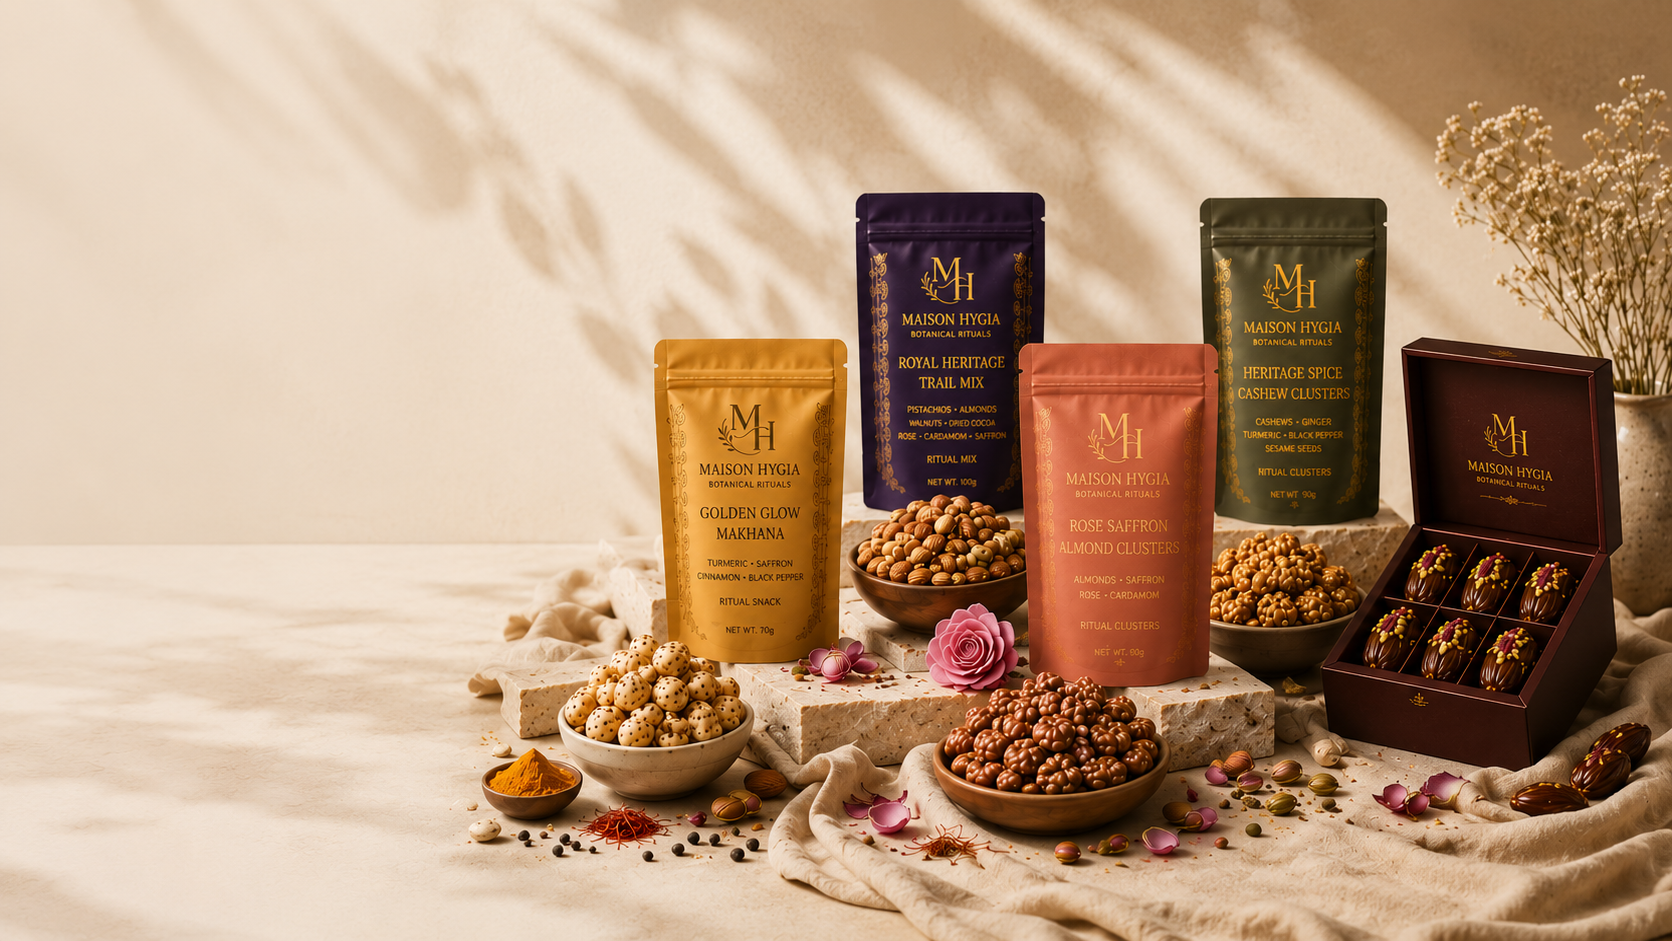 MH
MAISON HYGIA
BOTANICAL RITUALS
GOLDEN GLOW
MAKHANA
TURMERIC • SAFFRON
CINNAMON • BLACK PEPPER
RITUAL SNACK
NET WT. 70g
MH
MAISON HYGIA
BOTANICAL RITUALS
ROYAL HERITAGE
TRAIL MIX
PISTACHIOS • ALMONDS
WALNUTS • DRIED COCOA
ROSE • CARDAMOM • SAFFRON
RITUAL MIX
NET WT. 100g
MH
MAISON HYGIA
BOTANICAL RITUALS
ROSE SAFFRON
ALMOND CLUSTERS
ALMONDS • SAFFRON
ROSE • CARDAMOM
RITUAL CLUSTERS
NET WT. 80g
MH
MAISON HYGIA
BOTANICAL RITUALS
HERITAGE SPICE
CASHEW CLUSTERS
CASHEWS • GINGER
TURMERIC • BLACK PEPPER
SESAME SEEDS
RITUAL CLUSTERS
NET WT 90g
MH
MAISON HYGIA
BOTANICAL RITUALS